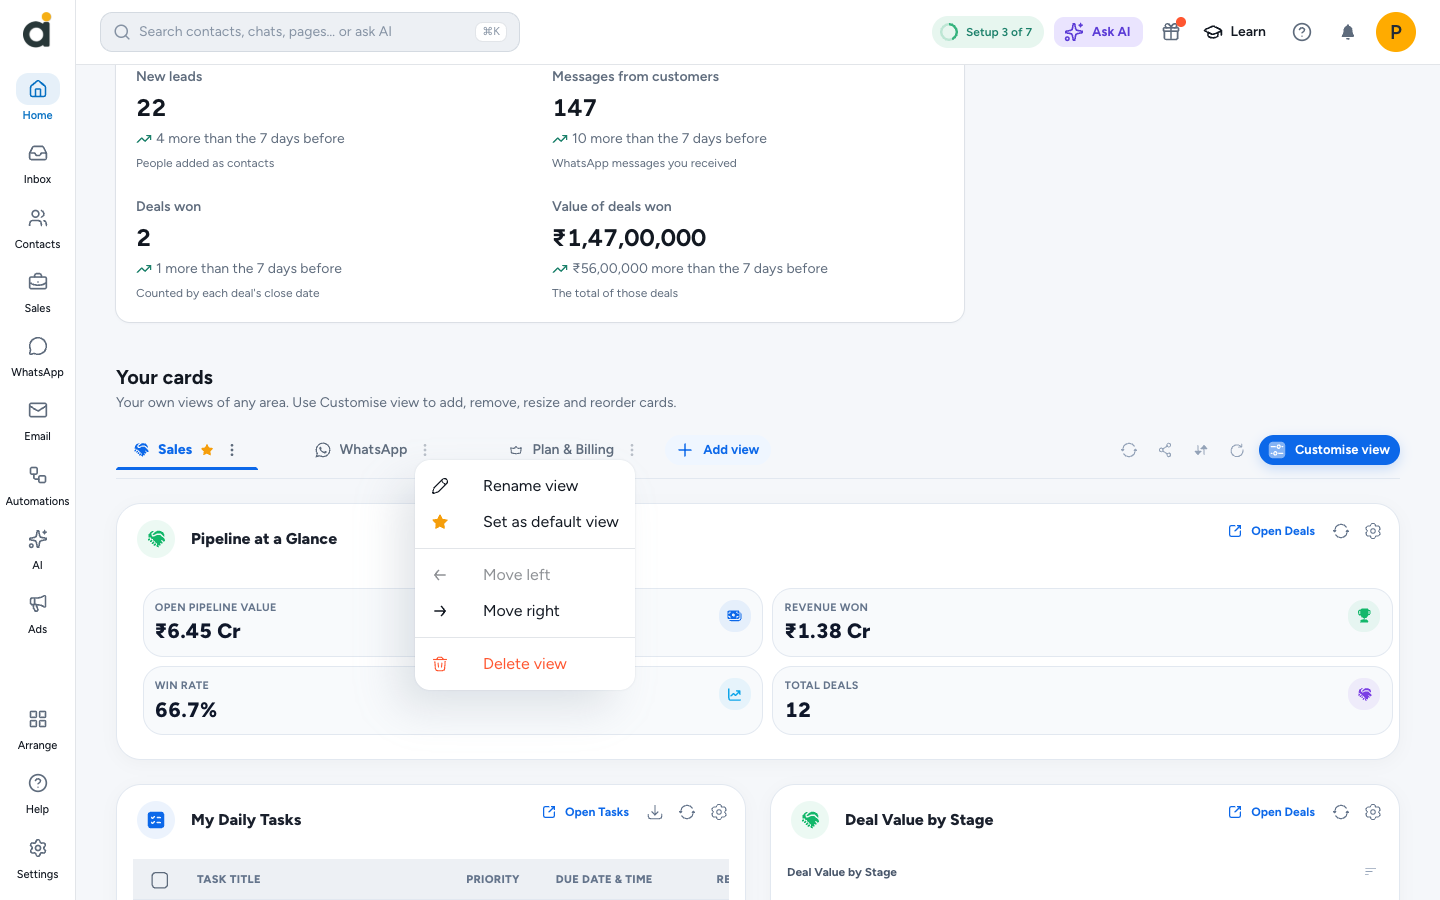 Search contacts, chats, pages... or ask AI
⌘K
Setup 3 of 7
Ask AI
Learn
P
Home
Inbox
Contacts
Sales
WhatsApp
Email
Automations
AI
Ads
Arrange
Help
Settings
New leads
22
4 more than the 7 days before
People added as contacts
Messages from customers
147
10 more than the 7 days before
WhatsApp messages you received
Deals won
2
1 more than the 7 days before
Counted by each deal's close date
Value of deals won
₹1,47,00,000
₹56,00,000 more than the 7 days before
The total of those deals
Your cards
Your own views of any area. Use Customise view to add, remove, resize and reorder cards.
Sales
WhatsApp
Plan & Billing
Add view
Customise view
Rename view
Set as default view
Move left
Move right
Delete view
Pipeline at a Glance
Open Deals
OPEN PIPELINE VALUE
₹6.45 Cr
REVENUE WON
₹1.38 Cr
WIN RATE
66.7%
TOTAL DEALS
12
My Daily Tasks
Open Tasks
TASK TITLE
PRIORITY
DUE DATE & TIME
RE
Deal Value by Stage
Open Deals
Deal Value by Stage